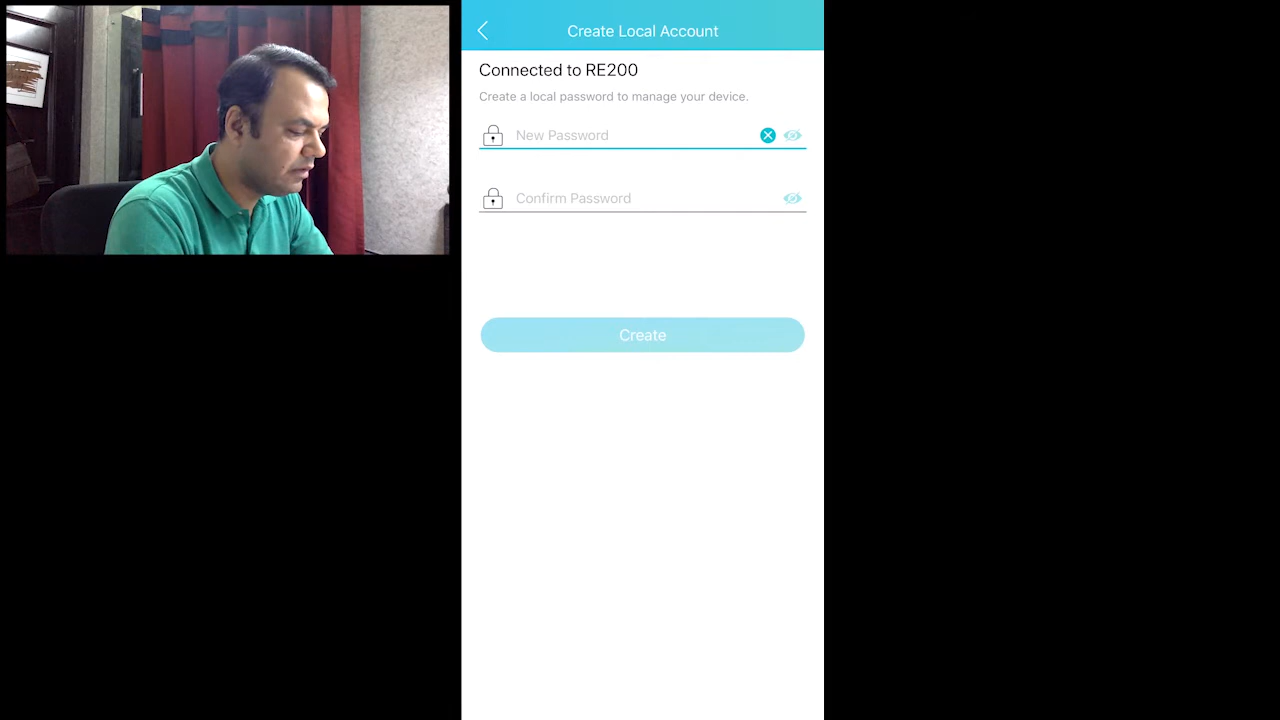 Create Local Account
Connected to RE200
Create a local password to manage your device.
New Password
Confirm Password
Create